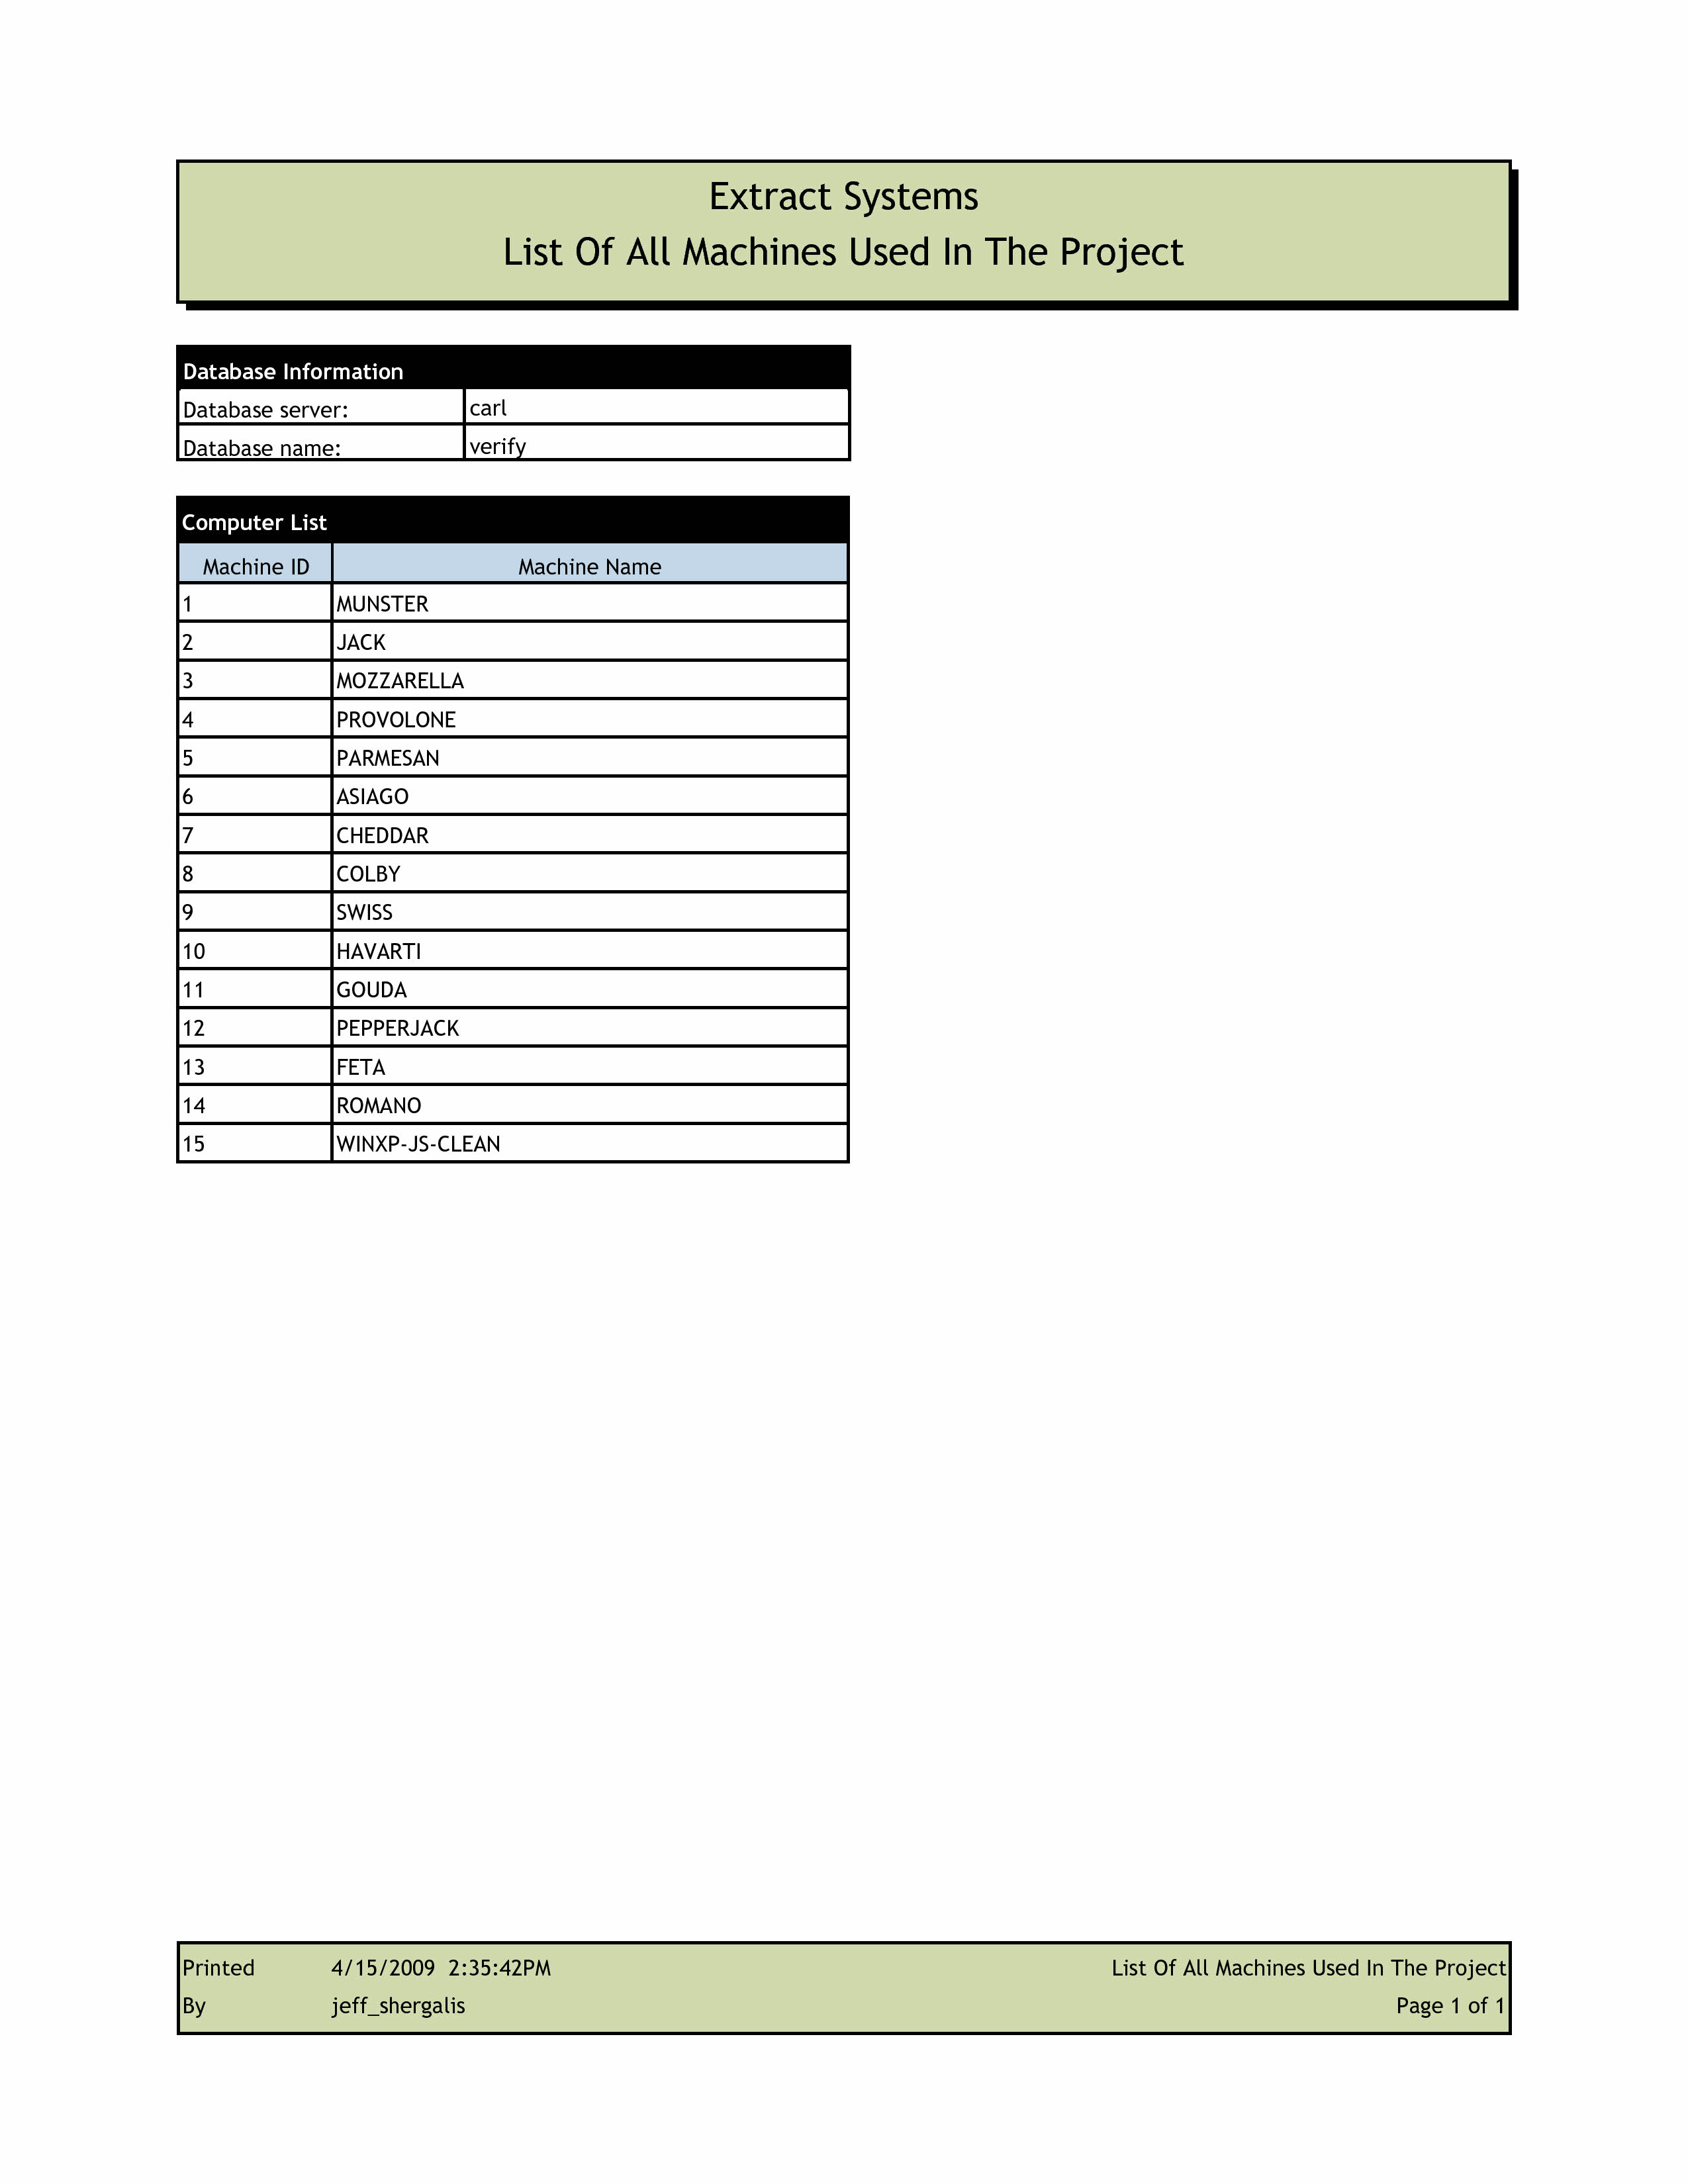 Extract Systems
List Of All Machines Used In The Project
Database Information
Database server: carl
Database name: verify
Computer List
Machine ID Machine Name
1 MUNSTER
2 JACK
3 MOZZARELLA
4 PROVOLONE
5 PARMESAN
6 ASIAGO
7 CHEDDAR
8 COLBY
9 SWISS
10 HAVARTI
11 GOUDA
12 PEPPERJACK
13 FETA
14 ROMANO
15 WINXP-JS-CLEAN
Printed 4/15/2009 2:35:42PM List Of All Machines Used In The Project
By jeff_shergalis Page 1 of 1